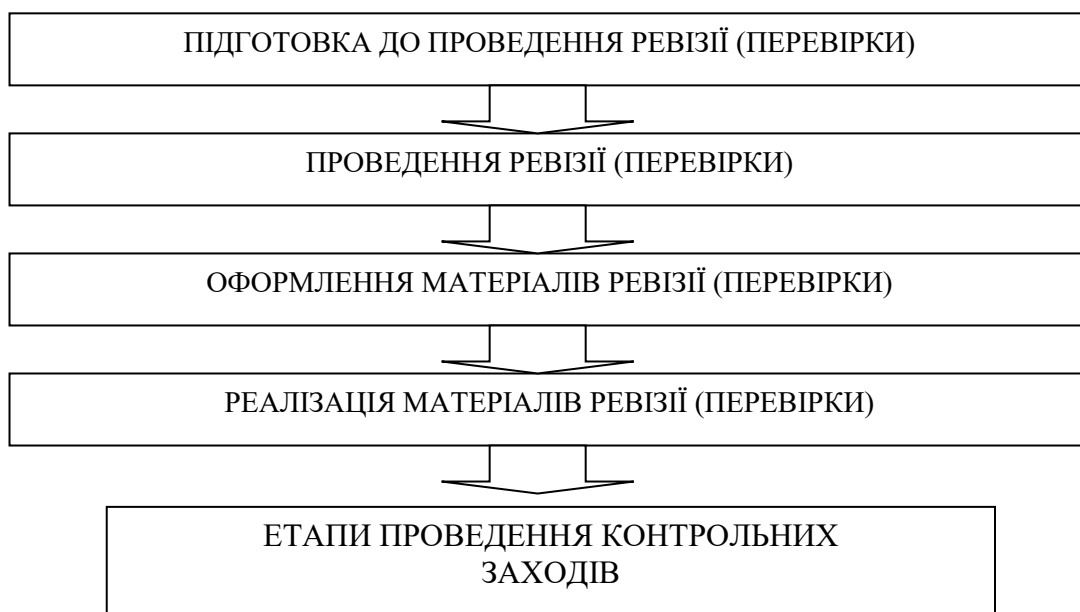 ПІДГОТОВКА ДО ПРОВЕДЕННЯ РЕВІЗІЇ (ПЕРЕВІРКИ)
ПРОВЕДЕННЯ РЕВІЗІЇ (ПЕРЕВІРКИ)
ОФОРМЛЕННЯ МАТЕРІАЛІВ РЕВІЗІЇ (ПЕРЕВІРКИ)
РЕАЛІЗАЦІЯ МАТЕРІАЛІВ РЕВІЗІЇ (ПЕРЕВІРКИ)
ЕТАПИ ПРОВЕДЕННЯ КОНТРОЛЬНИХ
ЗАХОДІВ